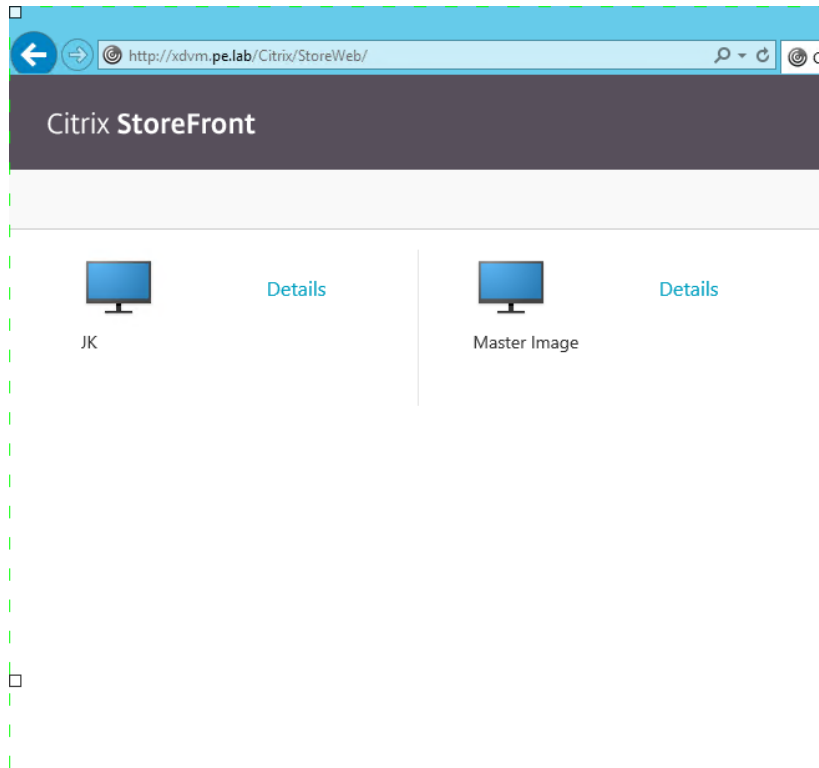 http://xdvm.pe.lab/Citrix/StoreWeb/
Citrix StoreFront
Details
Details
JK
Master Image